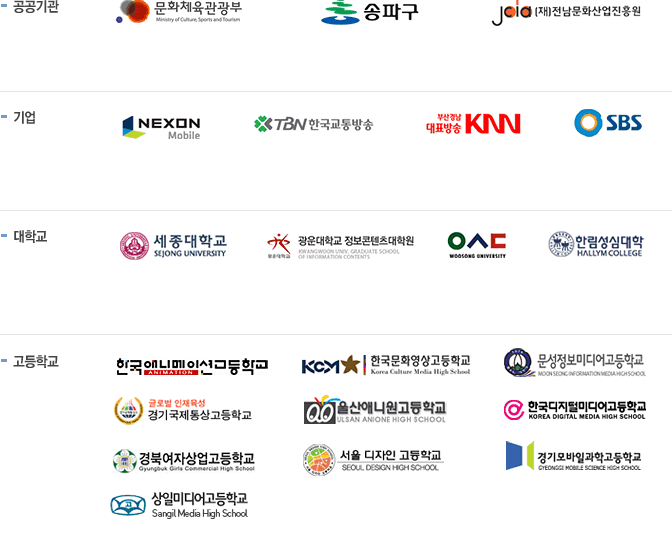 공공기관
문화체육관광부
Ministry of Culture, Sports and Tourism
송파구
jcia (재)전남문화산업진흥원
기업
NEXON
Mobile
TBN 한국교통방송
부산경남
대표방송 KNN
SBS
대학교
세종대학교
SEJONG UNIVERSITY
광운대학교 정보콘텐츠대학원
KWANGWOON UNIV. GRADUATE SCHOOL
OF INFORMATION CONTENTS
광운대학교
WOOSONG UNIVERSITY
한림성심대학
HALLYM COLLEGE
고등학교
한국애니메이션고등학교
ANIMATION
KCM 한국문화영상고등학교
Korea Culture Media High School
문성정보미디어고등학교
MOON SEONG INFORMATION MEDIA HIGH SCHOOL
글로벌 인재육성
경기국제통상고등학교
울산애니원고등학교
ULSAN ANIONE HIGH SCHOOL
한국디지털미디어고등학교
KOREA DIGITAL MEDIA HIGH SCHOOL
경북여자상업고등학교
Gyungbuk Girls Commercial High School
서울 디자인 고등학교
SEOUL DESIGN HIGH SCHOOL
경기모바일과학고등학교
GYEONGGI MOBILE SCIENCE HIGH SCHOOL
상일미디어고등학교
Sangil Media High School